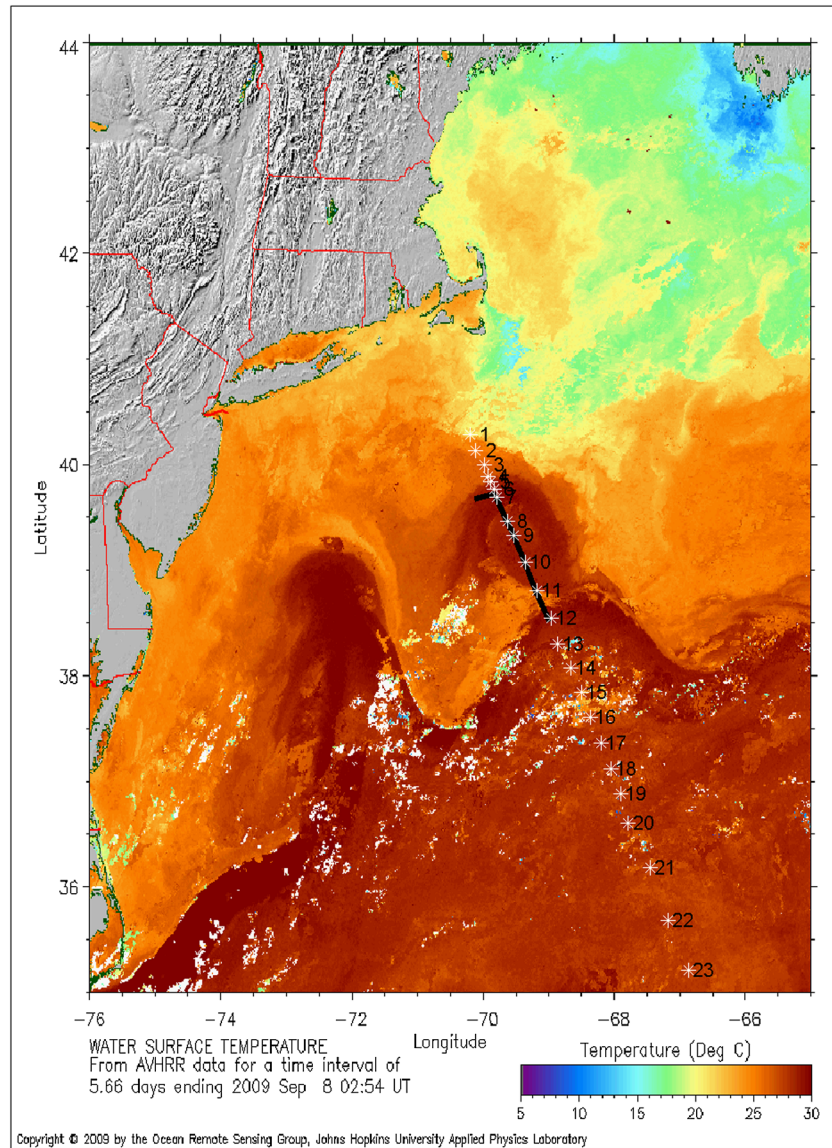 44
42
40
38
36
Latitude
1
2
3
4
7
8
9
10
11
12
13
14
15
16
17
18
19
20
21
22
23
−76 −74 −72 −70 −68 −66
Longitude
WATER SURFACE TEMPERATURE
From AVHRR data for a time interval of
5.66 days ending 2009 Sep 8 02:54 UT
Temperature (Deg C)
5 10 15 20 25 30
Copyright © 2009 by the Ocean Remote Sensing Group, Johns Hopkins University Applied Physics Laboratory